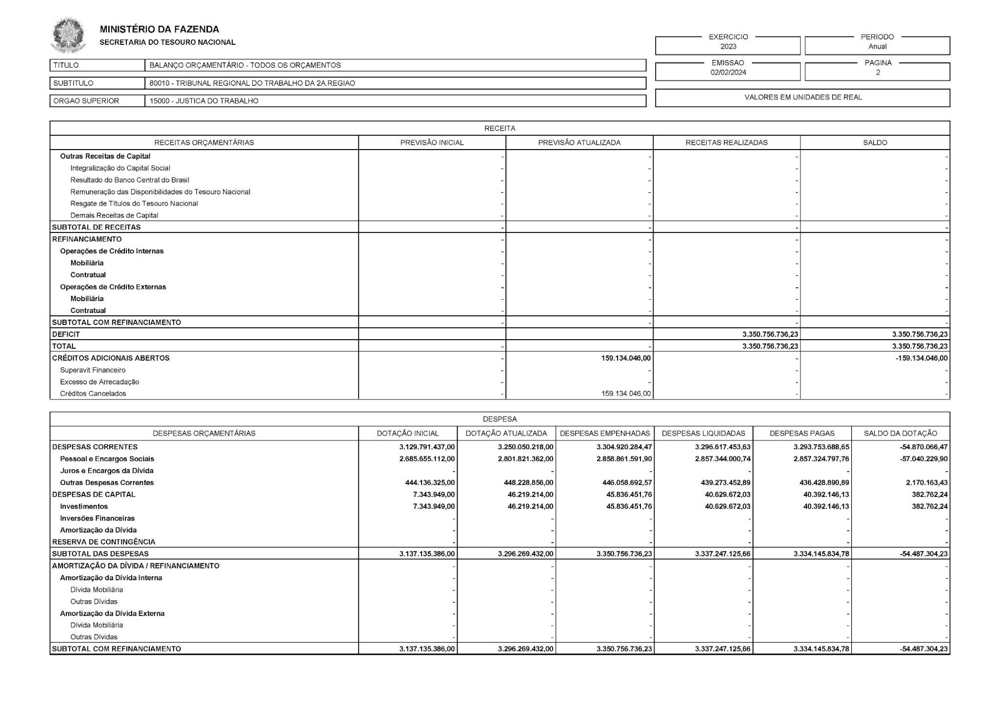 MINISTÉRIO DA FAZENDA
SECRETARIA DO TESOURO NACIONAL
EXERCICIO
2023
PERIODO
Anual
EMISSAO
02/02/2024
PAGINA
2
TITULO BALANÇO ORÇAMENTÁRIO - TODOS OS ORÇAMENTOS
SUBTITULO 80010 - TRIBUNAL REGIONAL DO TRABALHO DA 2A.REGIAO
ORGAO SUPERIOR 15000 - JUSTICA DO TRABALHO
VALORES EM UNIDADES DE REAL
RECEITA
RECEITAS ORÇAMENTÁRIAS PREVISÃO INICIAL PREVISÃO ATUALIZADA RECEITAS REALIZADAS SALDO
Outras Receitas de Capital - - - -
Integralização do Capital Social - - - -
Resultado do Banco Central do Brasil - - - -
Remuneração das Disponibilidades do Tesouro Nacional - - - -
Resgate de Títulos do Tesouro Nacional - - - -
Demais Receitas de Capital - - - -
SUBTOTAL DE RECEITAS - - - -
REFINANCIAMENTO - - - -
Operações de Crédito Internas - - - -
Mobiliária - - - -
Contratual - - - -
Operações de Crédito Externas - - - -
Mobiliária - - - -
Contratual - - - -
SUBTOTAL COM REFINANCIAMENTO - - - -
DEFICIT 3.350.756.736,23 3.350.756.736,23
TOTAL - - 3.350.756.736,23 3.350.756.736,23
CRÉDITOS ADICIONAIS ABERTOS - 159.134.046,00 - -159.134.046,00
Superavit Financeiro - - - -
Excesso de Arrecadação - - - -
Créditos Cancelados - 159.134.046,00 - -
DESPESA
DESPESAS ORÇAMENTÁRIAS DOTAÇÃO INICIAL DOTAÇÃO ATUALIZADA DESPESAS EMPENHADAS DESPESAS LIQUIDADAS DESPESAS PAGAS SALDO DA DOTAÇÃO
DESPESAS CORRENTES 3.129.791.437,00 3.250.050.218,00 3.304.920.284,47 3.296.617.453,63 3.293.753.688,65 -54.870.066,47
Pessoal e Encargos Sociais 2.685.655.112,00 2.801.821.362,00 2.858.861.591,90 2.857.344.000,74 2.857.324.797,76 -57.040.229,90
Juros e Encargos da Dívida - - - - - -
Outras Despesas Correntes 444.136.325,00 448.228.856,00 446.058.692,57 439.273.452,89 436.428.890,89 2.170.163,43
DESPESAS DE CAPITAL 7.343.949,00 46.219.214,00 45.836.451,76 40.629.672,03 40.392.146,13 382.762,24
Investimentos 7.343.949,00 46.219.214,00 45.836.451,76 40.629.672,03 40.392.146,13 382.762,24
Inversões Financeiras - - - - - -
Amortização da Dívida - - - - - -
RESERVA DE CONTINGÊNCIA - - - - - -
SUBTOTAL DAS DESPESAS 3.137.135.386,00 3.296.269.432,00 3.350.756.736,23 3.337.247.125,66 3.334.145.834,78 -54.487.304,23
AMORTIZAÇÃO DA DÍVIDA / REFINANCIAMENTO - - - - - -
Amortização da Dívida Interna - - - - - -
Dívida Mobiliária - - - - - -
Outras Dívidas - - - - - -
Amortização da Dívida Externa - - - - - -
Dívida Mobiliária - - - - - -
Outras Dívidas - - - - - -
SUBTOTAL COM REFINANCIAMENTO 3.137.135.386,00 3.296.269.432,00 3.350.756.736,23 3.337.247.125,66 3.334.145.834,78 -54.487.304,23